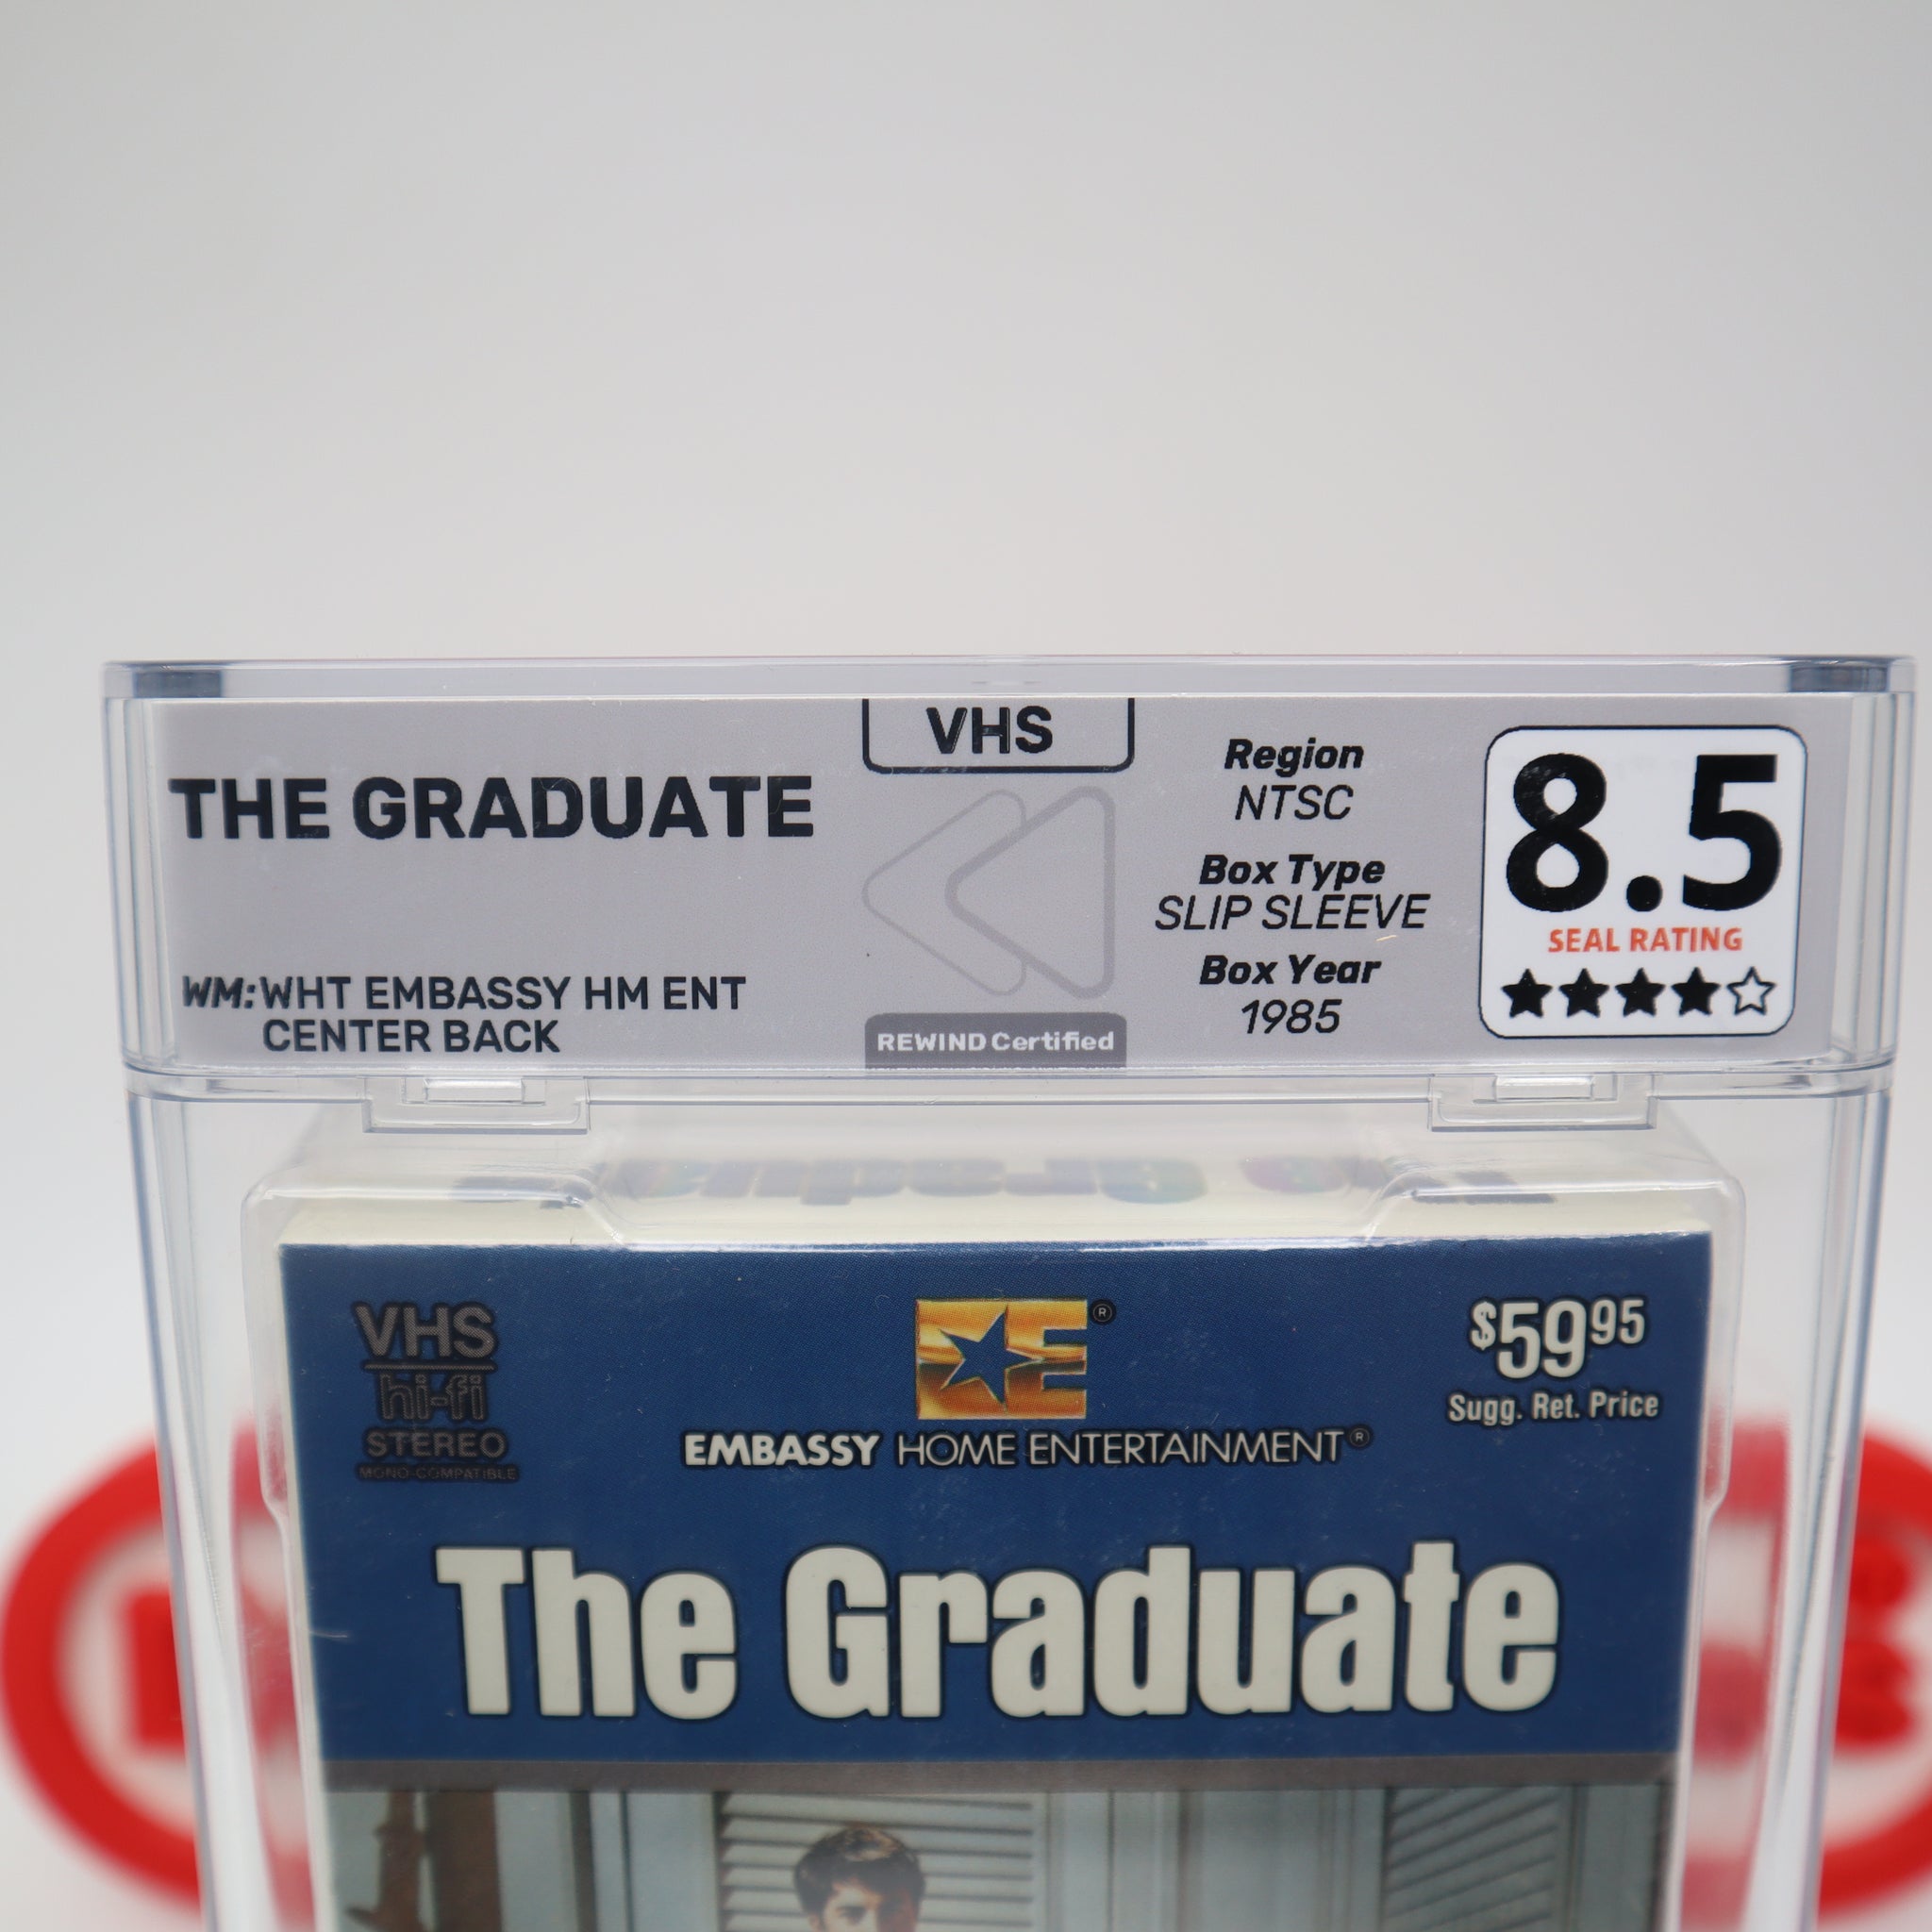 VHS
THE GRADUATE
WM: WHT EMBASSY HM ENT
CENTER BACK
REWIND Certified
Region
NTSC
Box Type
SLIP SLEEVE
Box Year
1985
8.5
SEAL RATING
VHS
hi-fi
STEREO
MONO-COMPATIBLE
E®
EMBASSY HOME ENTERTAINMENT®
$5995
Sugg. Ret. Price
The Graduate